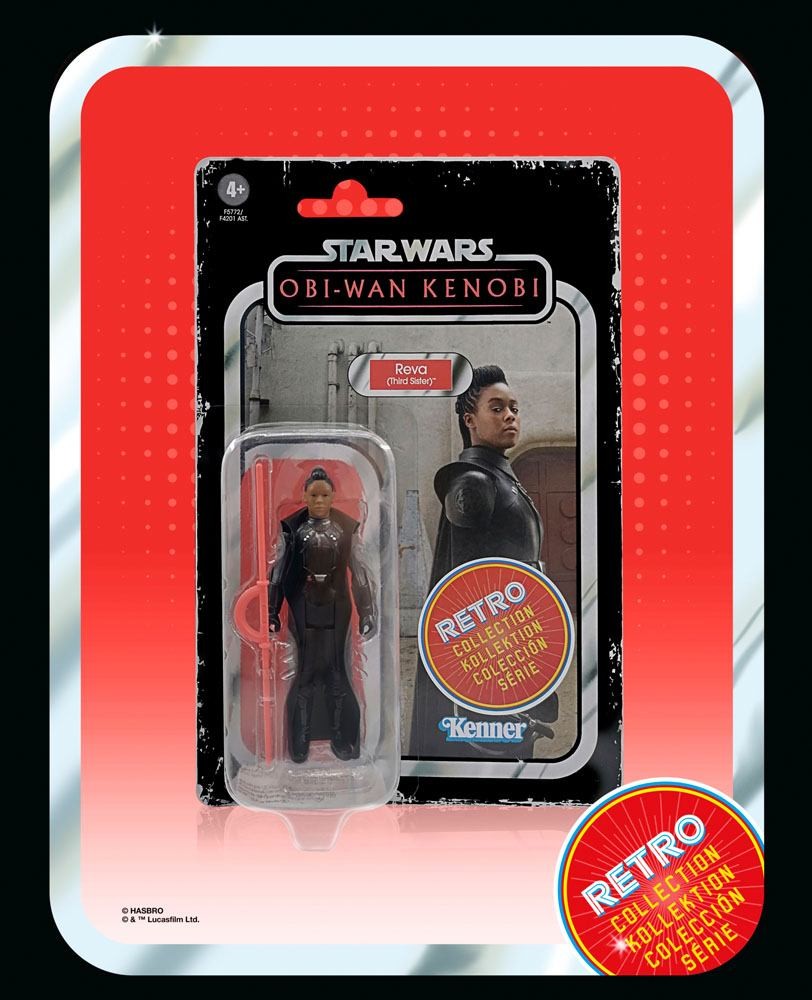 4+
F5772/
F4201 AST.
STAR WARS
OBI-WAN KENOBI
Reva
(Third Sister)™
RETRO
COLLECTION
KOLLEKTION
COLECCIÓN
SÉRIE
Kenner
RETRO
COLLECTION
KOLLEKTION
COLECCIÓN
SÉRIE
© HASBRO
© & ™ Lucasfilm Ltd.